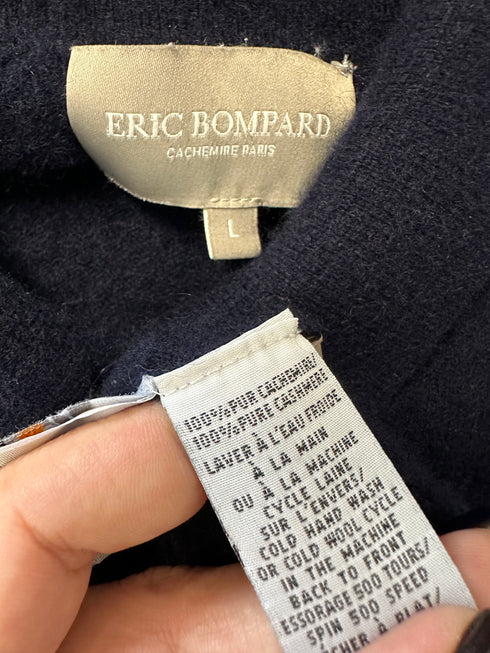 ERIC BOMPARD
CACHEMIRE PARIS
L
100%PUR CACHEMIRE/
100%PURE CASHMERE
LAVER À L'EAU FROIDE
À LA MAIN
OU À LA MACHINE
CYCLE LAINE
SUR L'ENVERS/
COLD HAND WASH
OR COLD WOOL CYCLE
IN THE MACHINE
BACK TO FRONT
ESSORAGE 500 TOURS/
SPIN 500 SPEED
À PLAT/